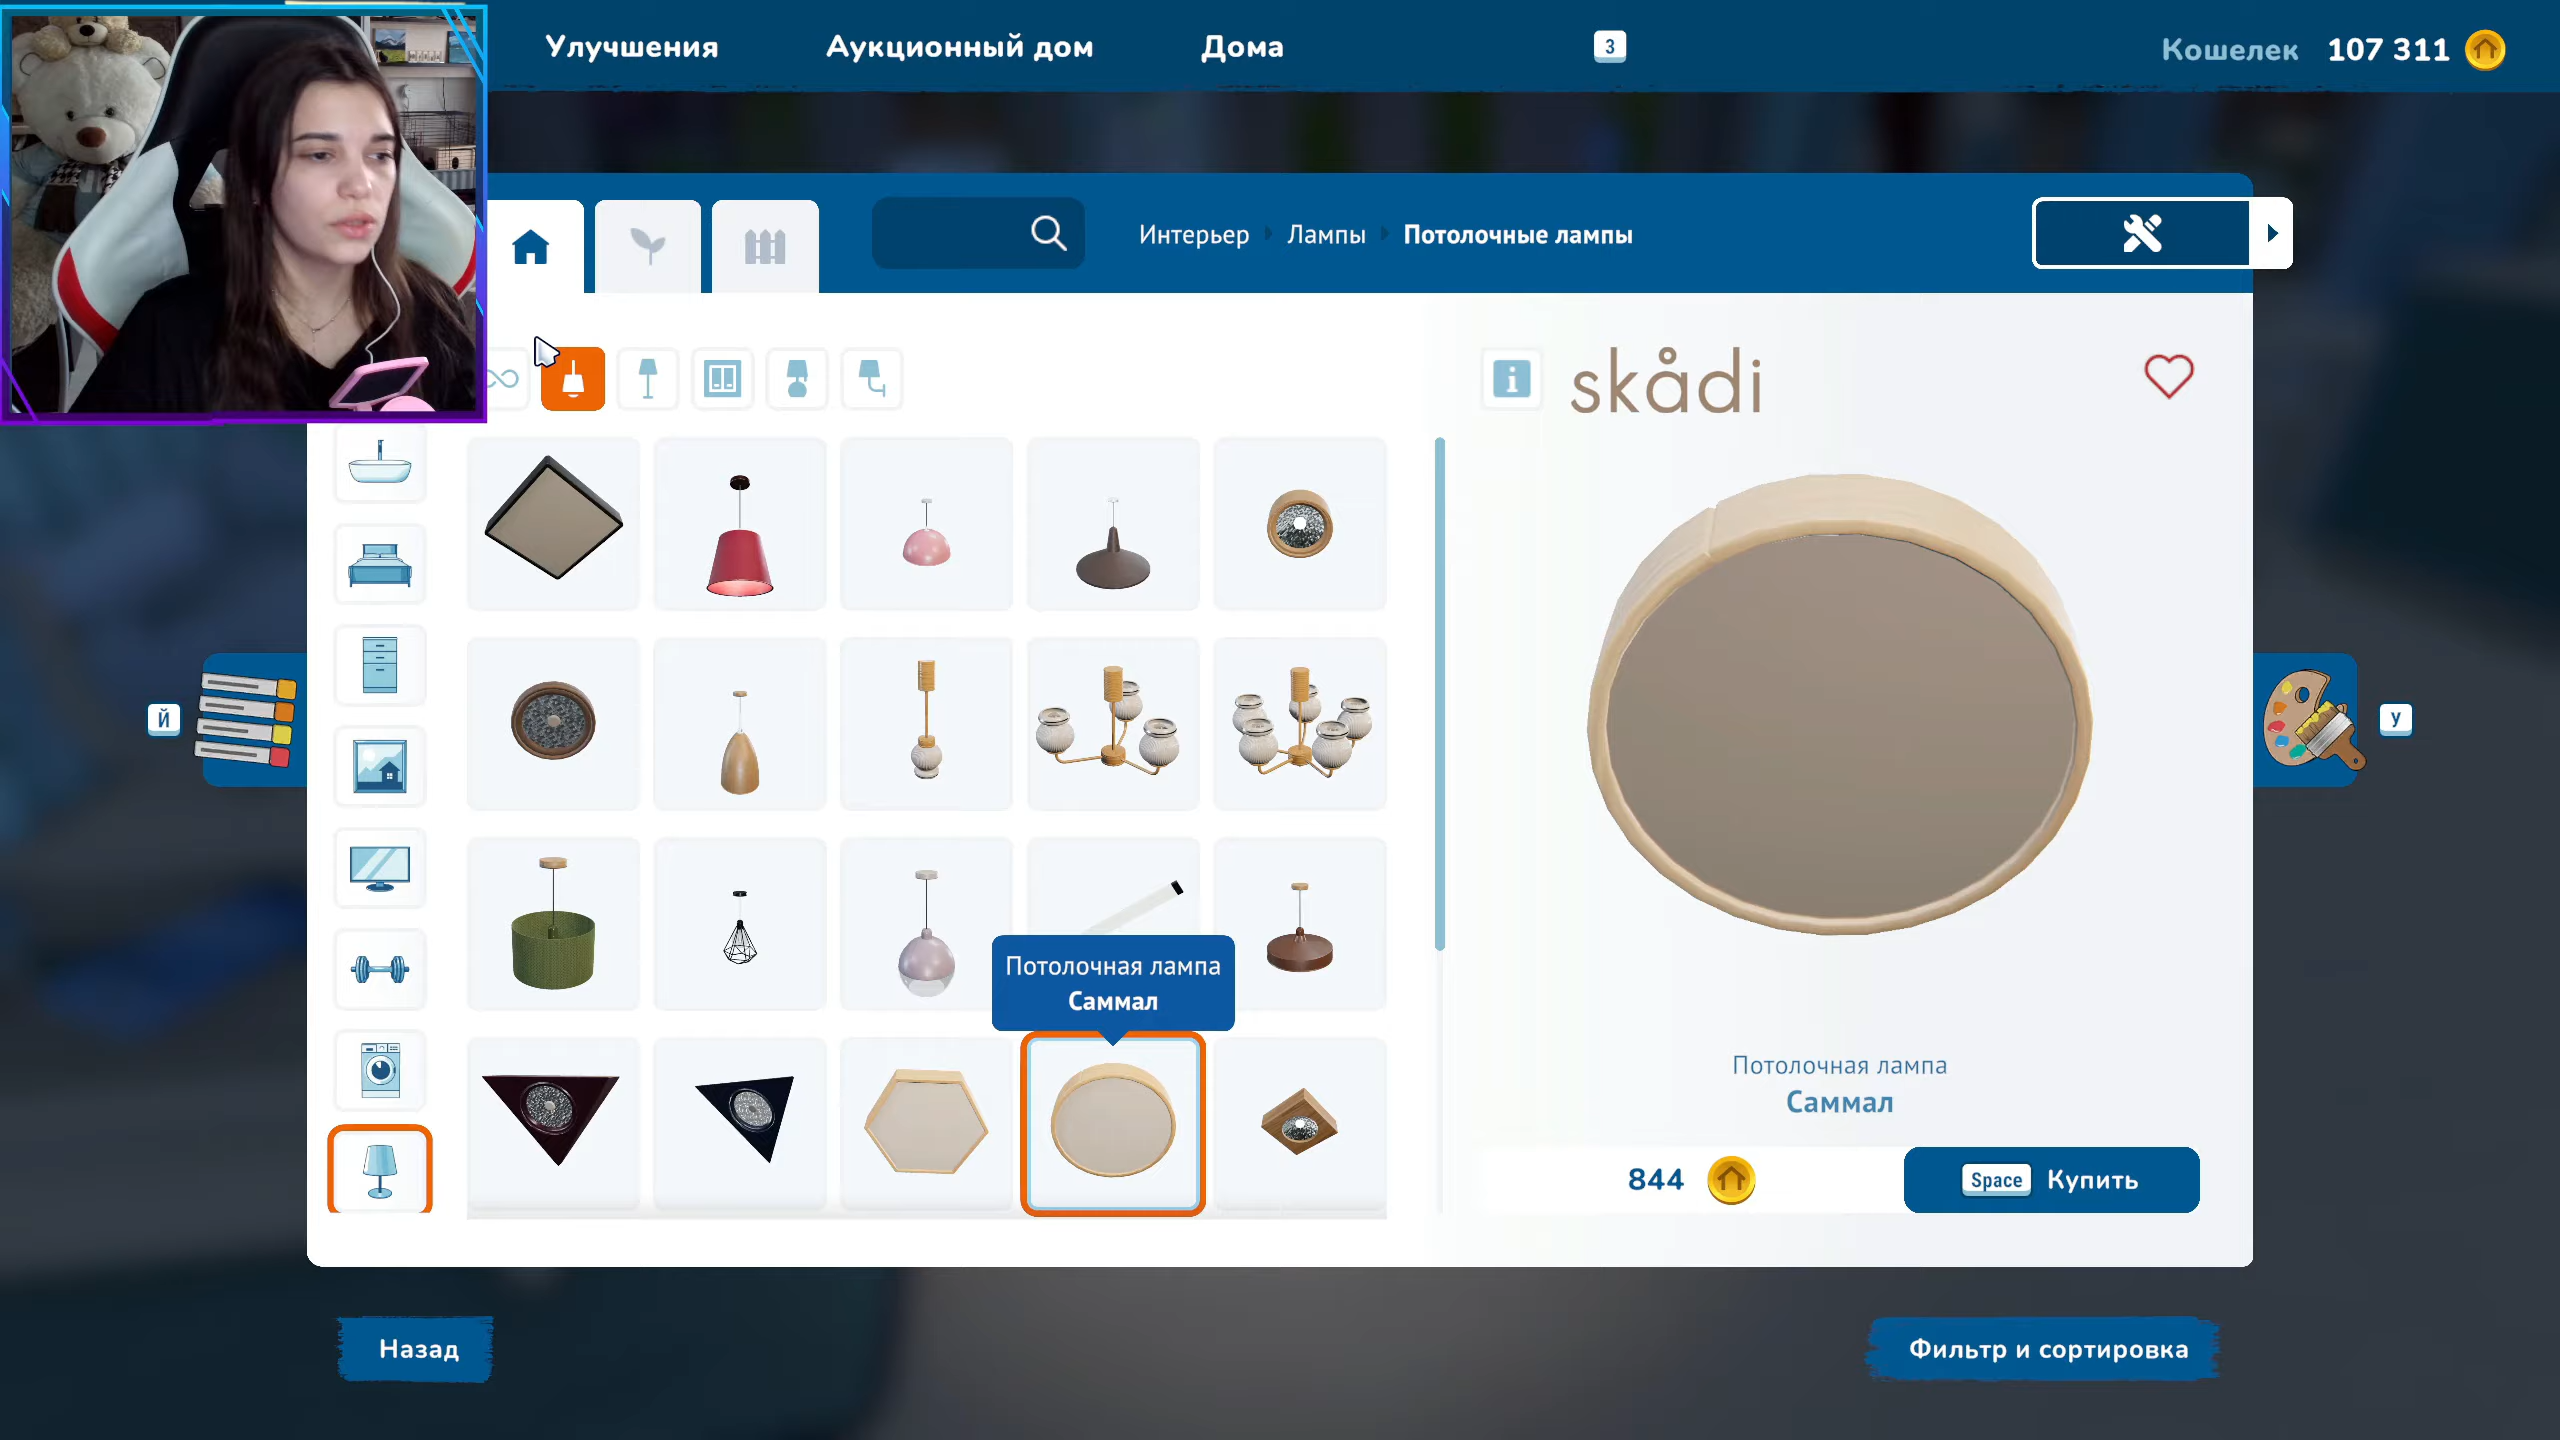 Улучшения
Аукционный дом
Дома
3
Кошелек 107 311
Интерьер
Лампы
Потолочные лампы
skådi
Й
У
Потолочная лампа
Саммал
Потолочная лампа
Саммал
844
Space Купить
Назад
Фильтр и сортировка